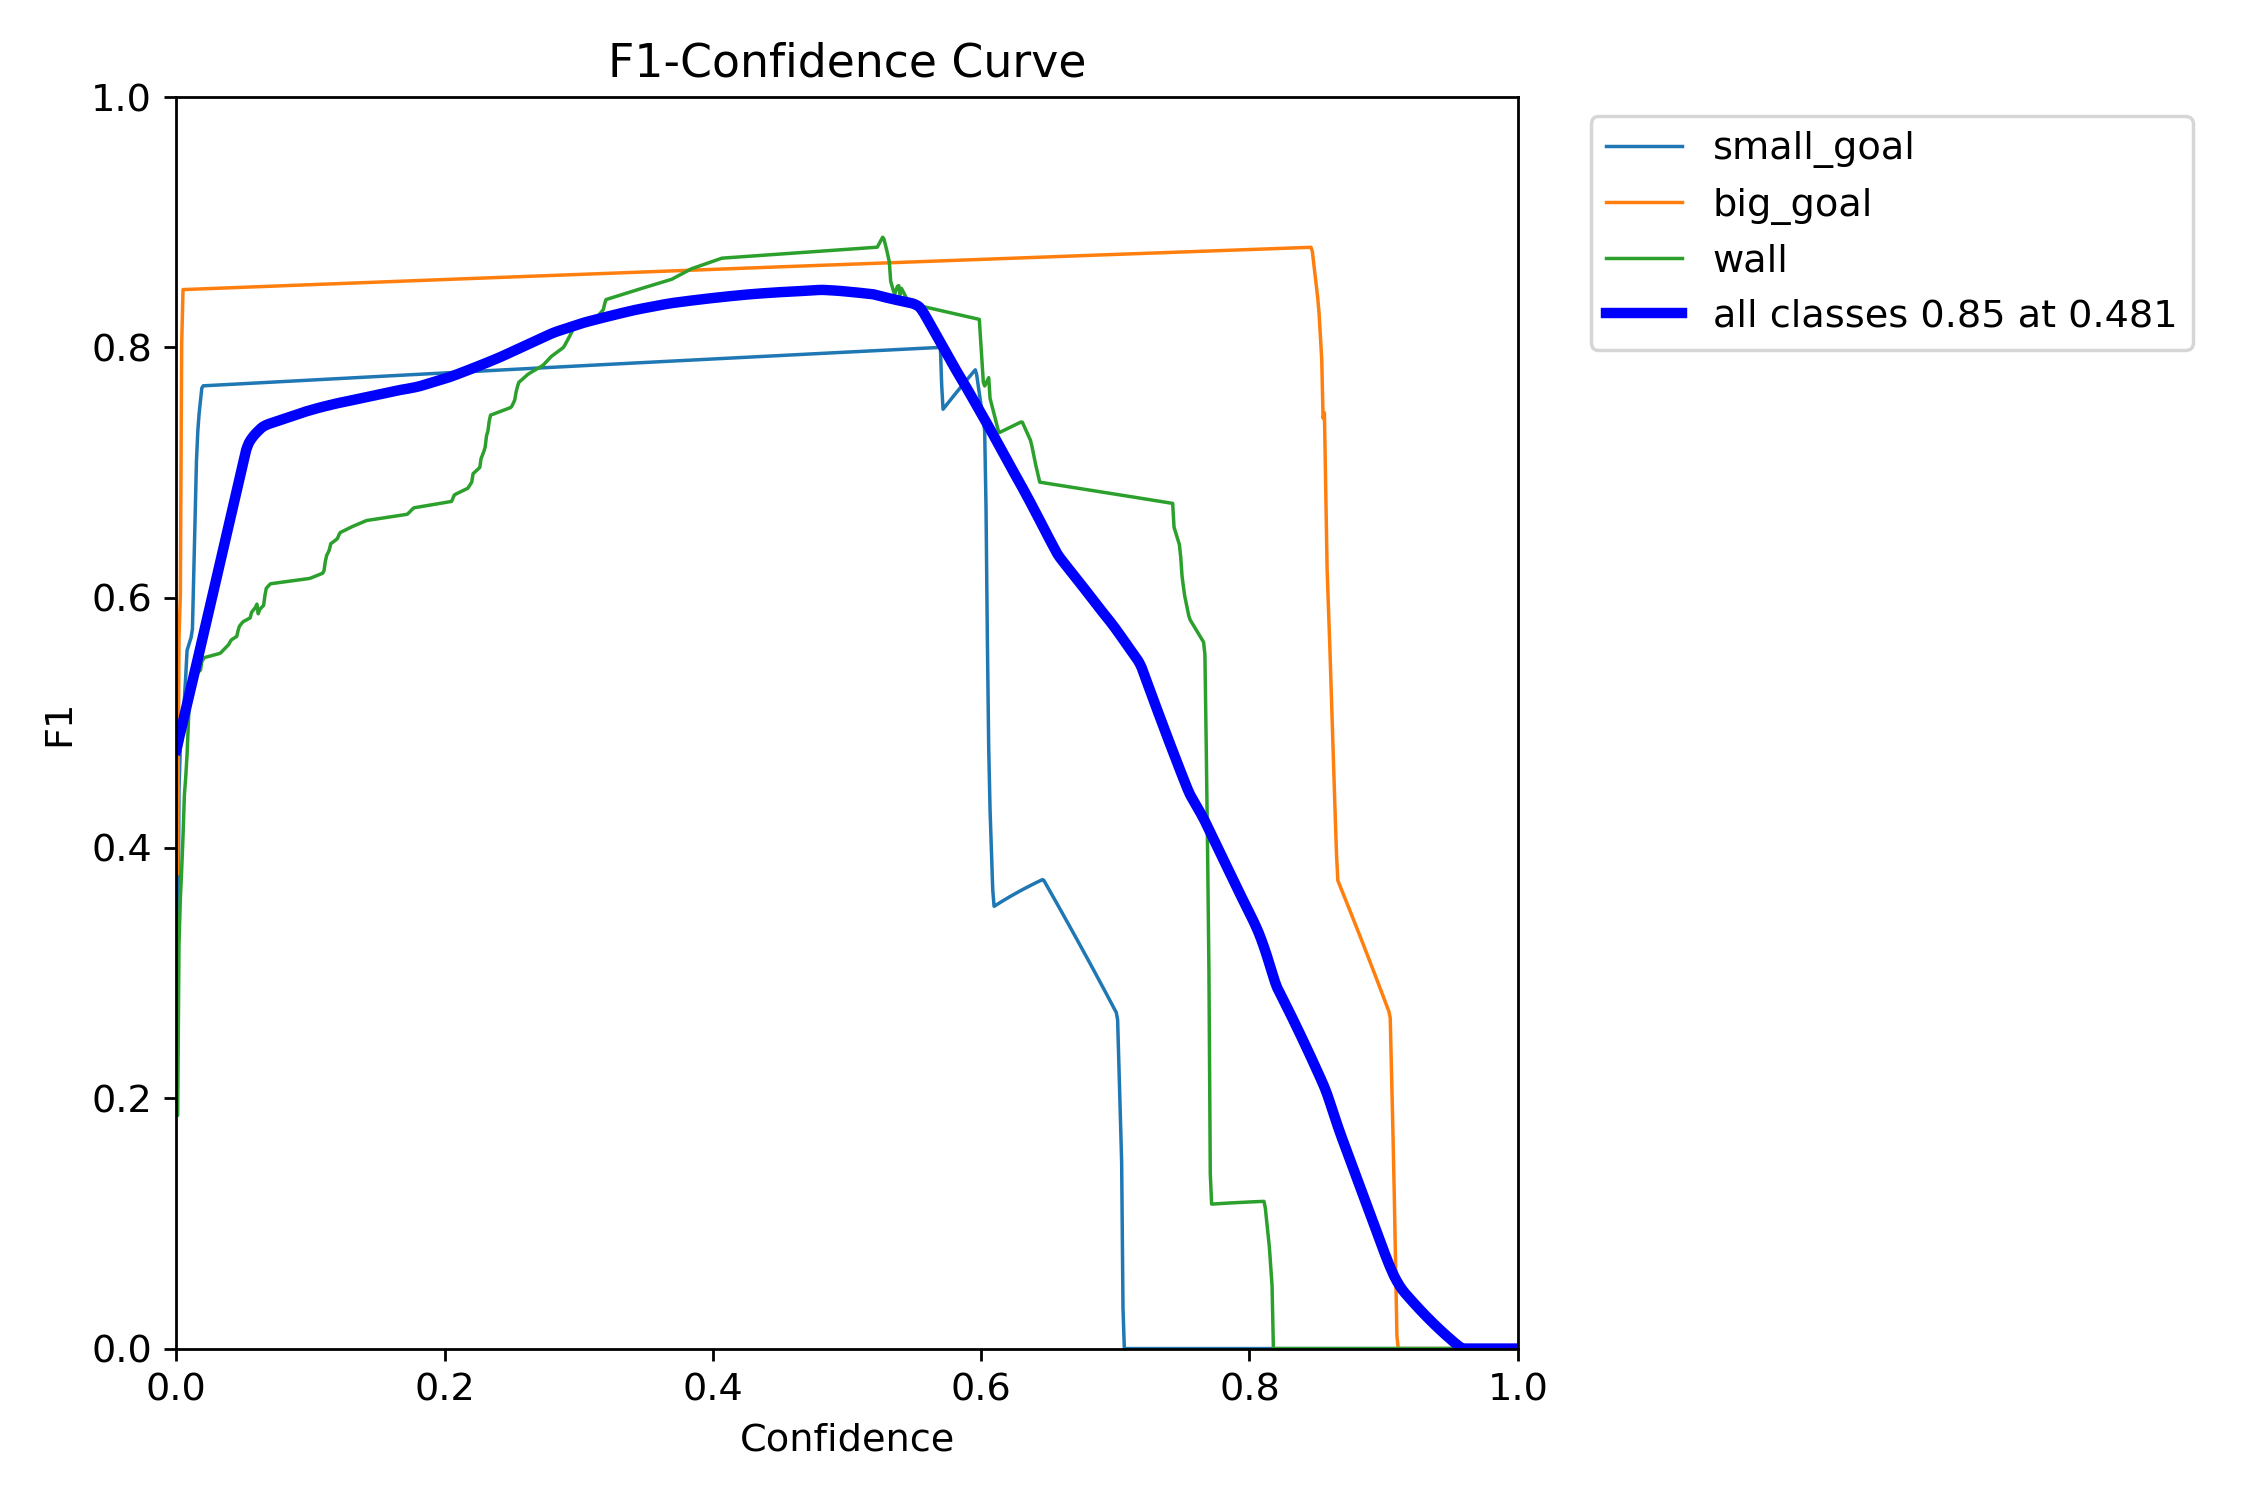 F1-Confidence Curve
1.0
0.8
0.6
0.4
0.2
0.0
F1
0.0 0.2 0.4 0.6 0.8 1.0
Confidence
small_goal
big_goal
wall
all classes 0.85 at 0.481